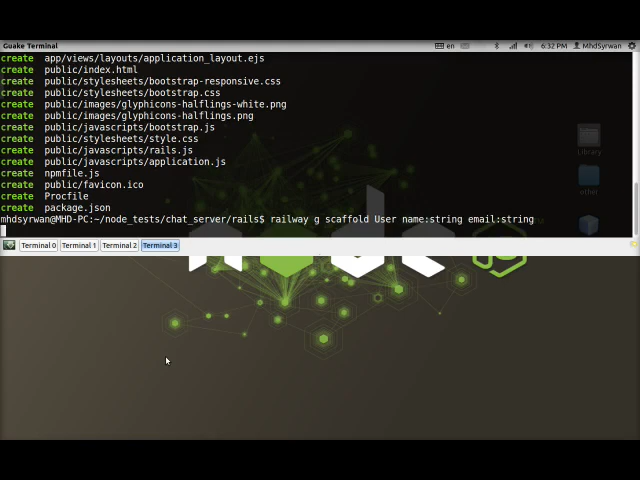 Guake Terminal
en
6:32 PM
MhdSyrwan
create app/views/layouts/application_layout.ejs
create public/index.html
create public/stylesheets/bootstrap-responsive.css
create public/stylesheets/bootstrap.css
create public/images/glyphicons-halflings-white.png
create public/images/glyphicons-halflings.png
create public/javascripts/bootstrap.js
create public/stylesheets/style.css
create public/javascripts/rails.js
create public/javascripts/application.js
create npmfile.js
create public/favicon.ico
create Procfile
create package.json
mhdsyrwan@MHD-PC:~/node_tests/chat_server/rails$ railway g scaffold User name:string email:string
Library
other
Terminal 0
Terminal 1
Terminal 2
Terminal 3